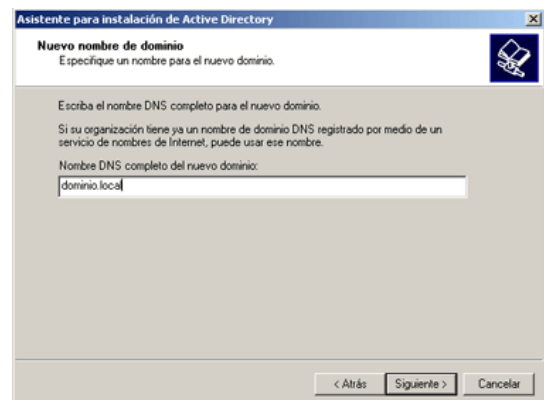 Asistente para instalación de Active Directory
Nuevo nombre de dominio
Especifique un nombre para el nuevo dominio.
Escriba el nombre DNS completo para el nuevo dominio.
Si su organización tiene ya un nombre de dominio DNS registrado por medio de un
servicio de nombres de Internet, puede usar ese nombre.
Nombre DNS completo del nuevo dominio:
dominio.local
< Atrás
Siguiente >
Cancelar